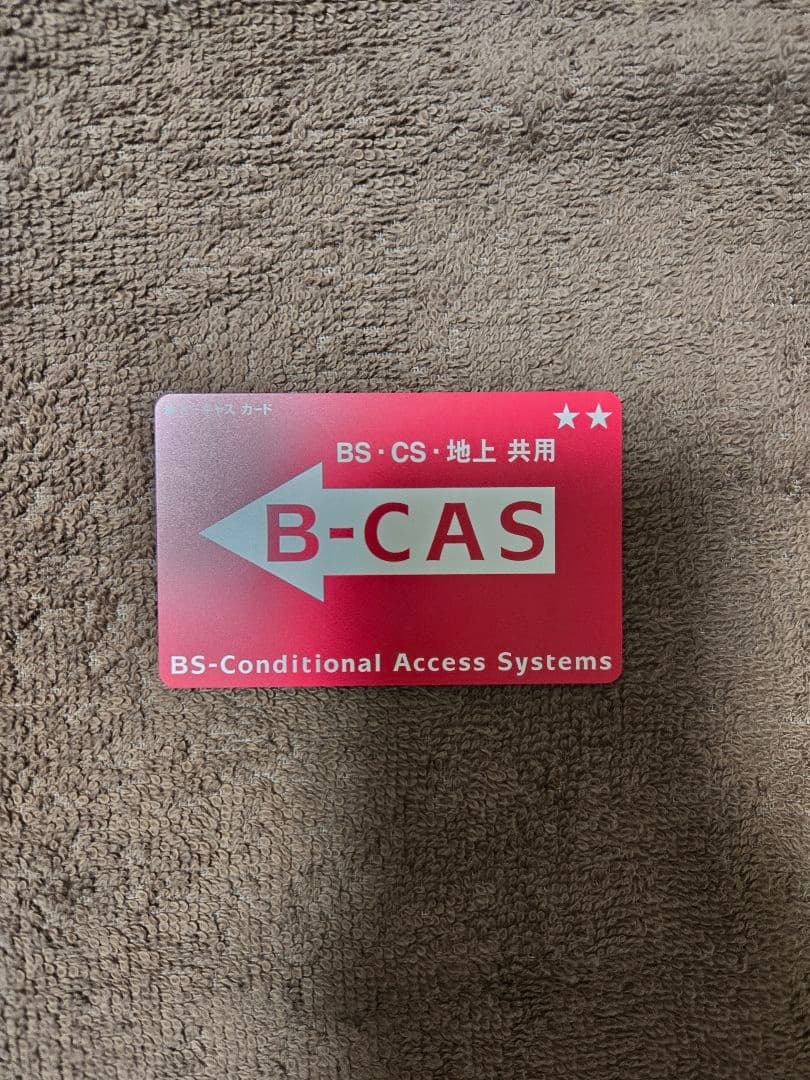 キャス カード
★★
BS・CS・地上 共用
B-CAS
BS-Conditional Access Systems